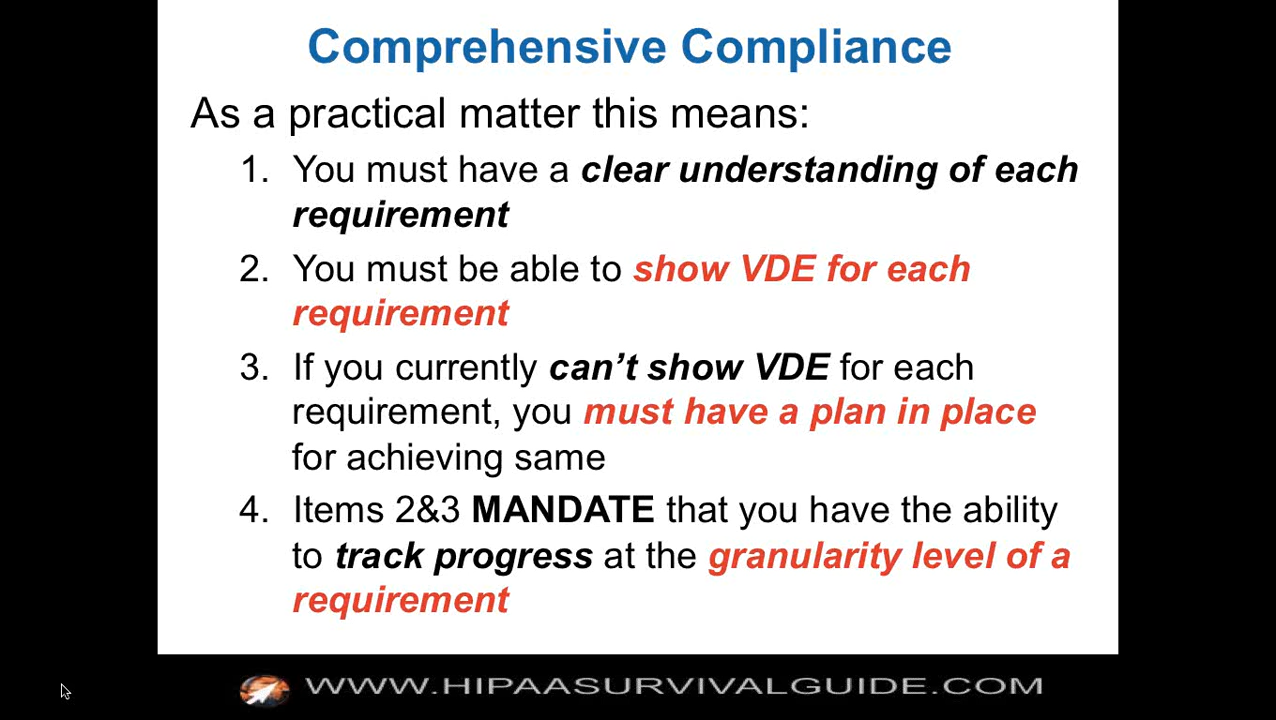 Comprehensive Compliance
As a practical matter this means:
1. You must have a clear understanding of each
requirement
2. You must be able to show VDE for each
requirement
3. If you currently can’t show VDE for each
requirement, you must have a plan in place
for achieving same
4. Items 2&3 MANDATE that you have the ability
to track progress at the granularity level of a
requirement
WWW.HIPAASURVIVALGUIDE.COM